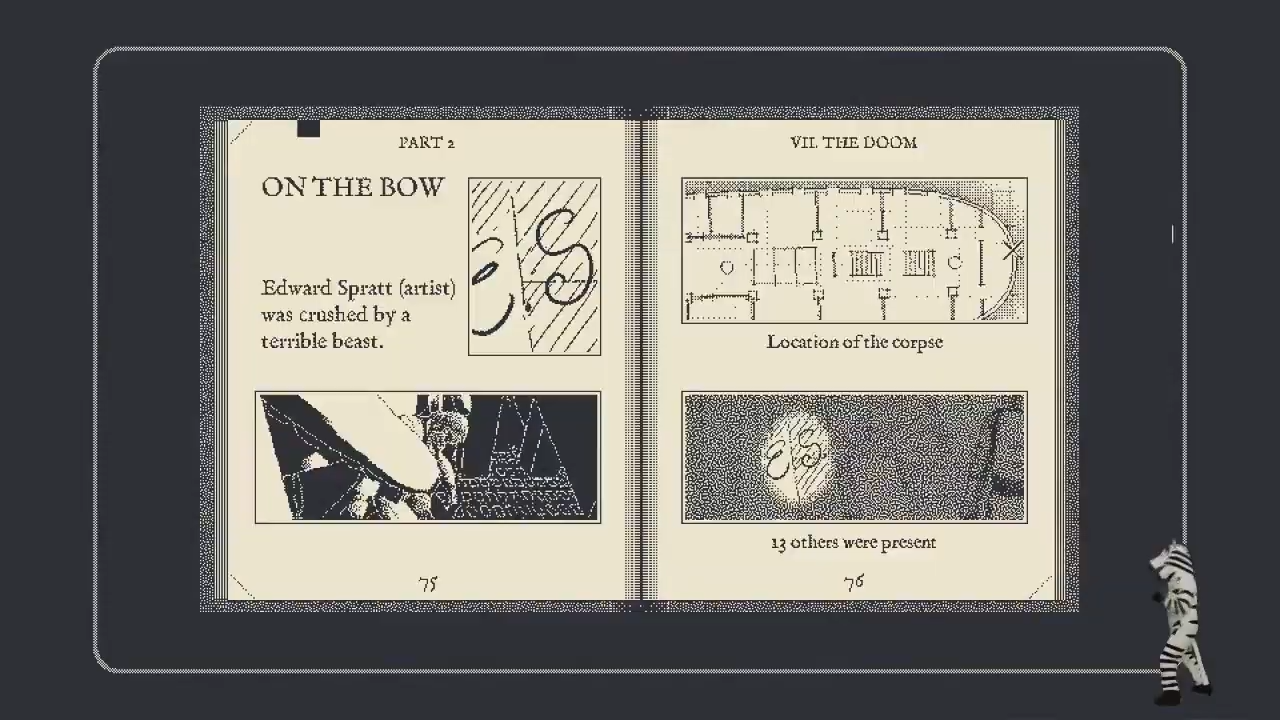 PART 2
ON THE BOW
Edward Spratt (artist)
was crushed by a
terrible beast.
E.S
75
VII. THE DOOM
Location of the corpse
E.S
13 others were present
76